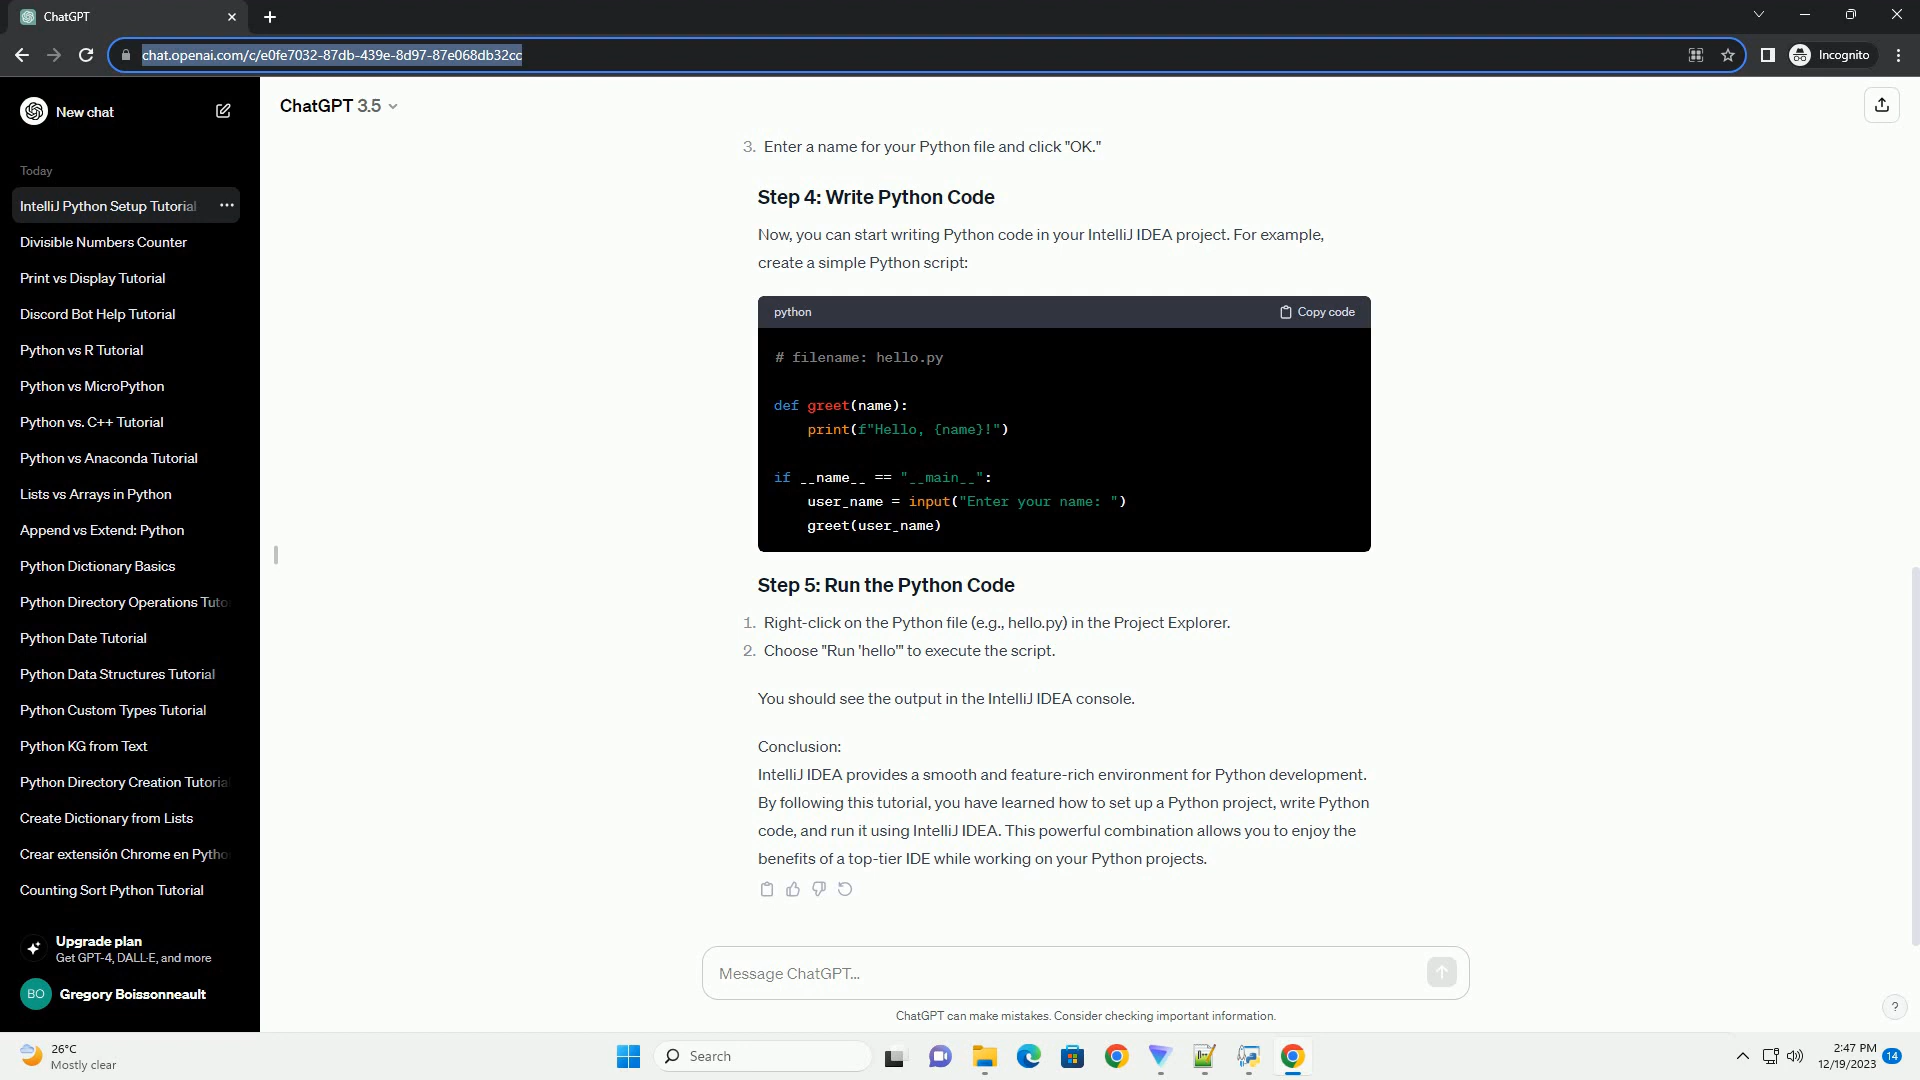 ChatGPT
chat.openai.com/c/e0fe7032-87db-439e-8d97-87e068db32cc
Incognito
New chat
Today
IntelliJ Python Setup Tutorial
Divisible Numbers Counter
Print vs Display Tutorial
Discord Bot Help Tutorial
Python vs R Tutorial
Python vs MicroPython
Python vs. C++ Tutorial
Python vs Anaconda Tutorial
Lists vs Arrays in Python
Append vs Extend: Python
Python Dictionary Basics
Python Directory Operations Tuto
Python Date Tutorial
Python Data Structures Tutorial
Python Custom Types Tutorial
Python KG from Text
Python Directory Creation Tutoria
Create Dictionary from Lists
Crear extensión Chrome en Pytho
Counting Sort Python Tutorial
Upgrade plan
Get GPT-4, DALL·E, and more
BO Gregory Boissonneault
ChatGPT 3.5
3. Enter a name for your Python file and click "OK."
Step 4: Write Python Code
Now, you can start writing Python code in your IntelliJ IDEA project. For example,
create a simple Python script:
python Copy code
# filename: hello.py
def greet(name):
print(f"Hello, {name}!")
if __name__ == "__main__":
user_name = input("Enter your name: ")
greet(user_name)
Step 5: Run the Python Code
1. Right-click on the Python file (e.g., hello.py) in the Project Explorer.
2. Choose "Run 'hello'" to execute the script.
You should see the output in the IntelliJ IDEA console.
Conclusion:
IntelliJ IDEA provides a smooth and feature-rich environment for Python development.
By following this tutorial, you have learned how to set up a Python project, write Python
code, and run it using IntelliJ IDEA. This powerful combination allows you to enjoy the
benefits of a top-tier IDE while working on your Python projects.
Message ChatGPT...
ChatGPT can make mistakes. Consider checking important information.
?
26°C
Mostly clear
Search
2:47 PM
12/19/2023
14